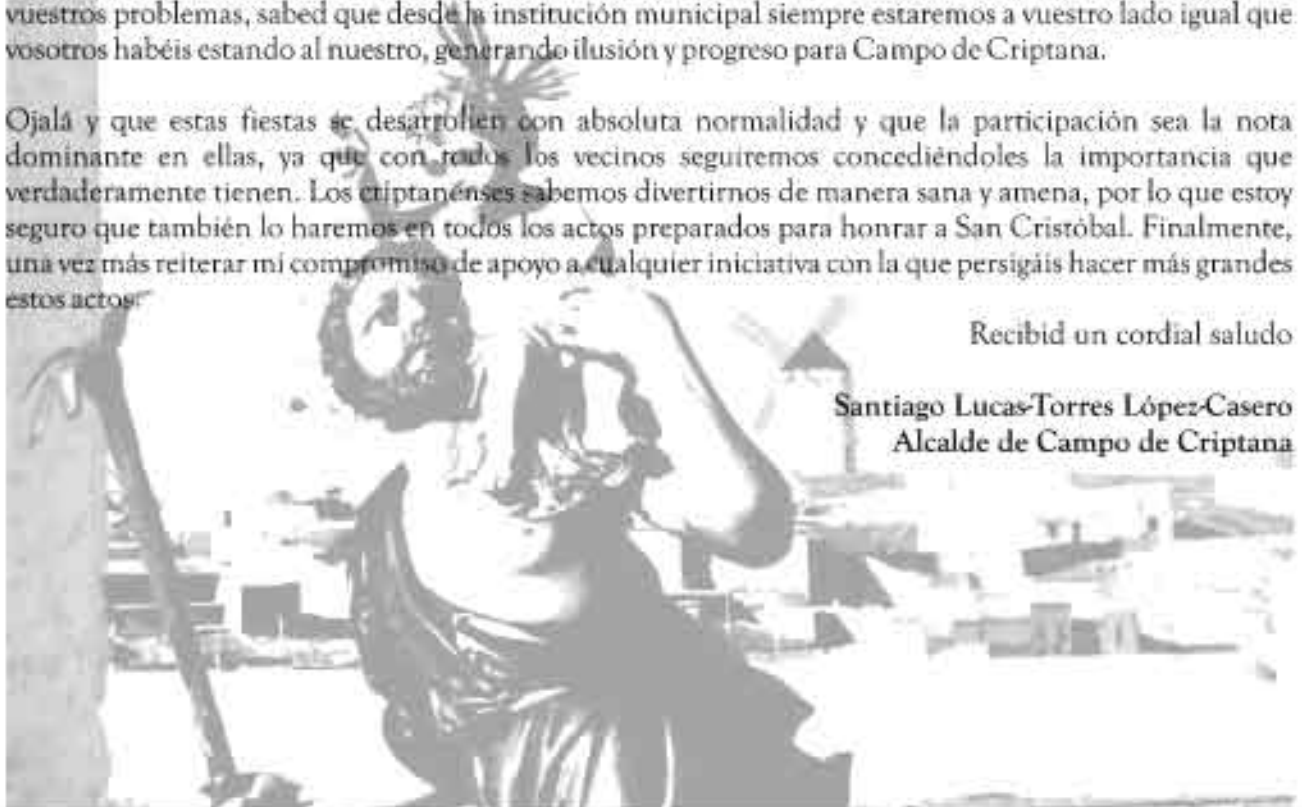 vuestros problemas, sabed que desde la institución municipal siempre estaremos a vuestro lado igual que
vosotros habéis estando al nuestro, generando ilusión y progreso para Campo de Criptana.
Ojalá y que estas fiestas se desarrollen con absoluta normalidad y que la participación sea la nota
dominante en ellas, ya que con todos los vecinos seguiremos concediéndoles la importancia que
verdaderamente tienen. Los criptanenses sabemos divertirnos de manera sana y amena, por lo que estoy
seguro que también lo haremos en todos los actos preparados para honrar a San Cristóbal. Finalmente,
una vez más reiterar mi compromiso de apoyo a cualquier iniciativa con la que persigáis hacer más grandes
estos actos.
Recibid un cordial saludo
Santiago Lucas-Torres López-Casero
Alcalde de Campo de Criptana